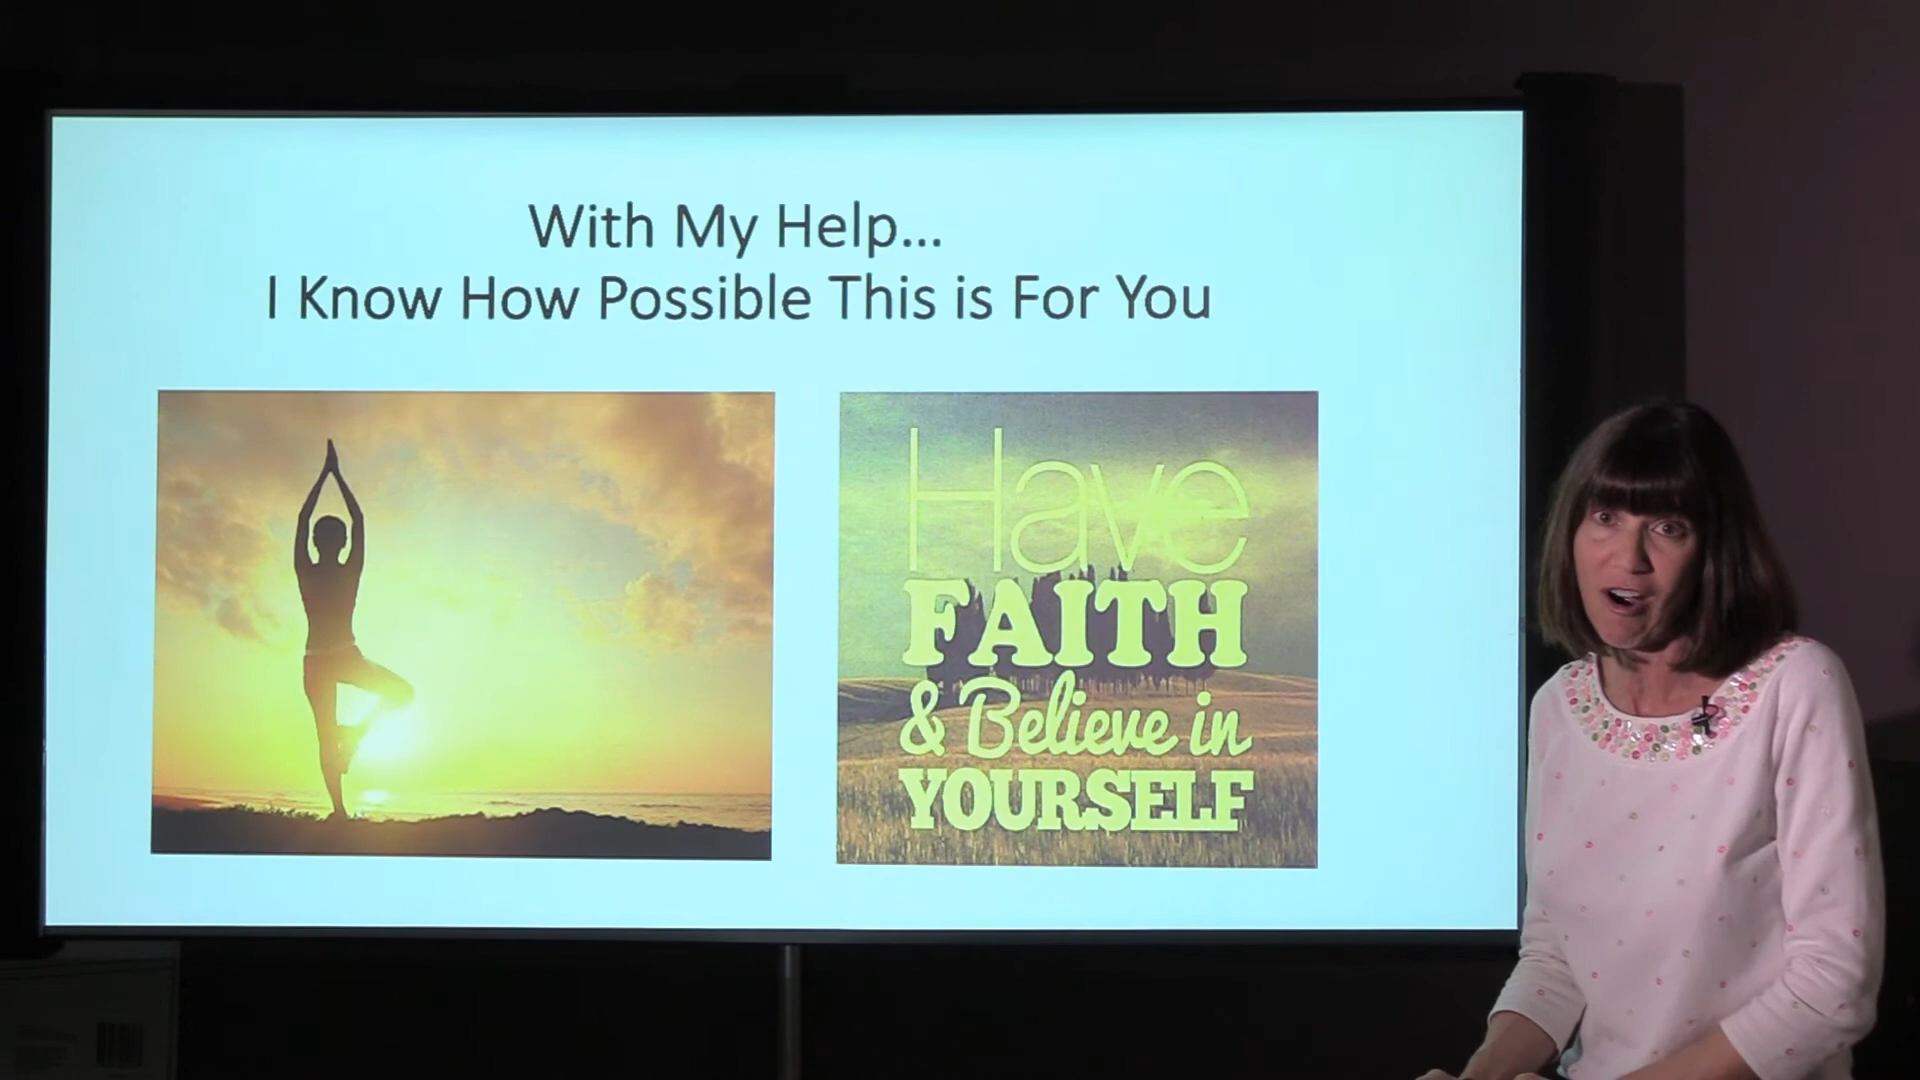 With My Help...
I Know How Possible This is For You
Have
FAITH
& Believe in
YOURSELF